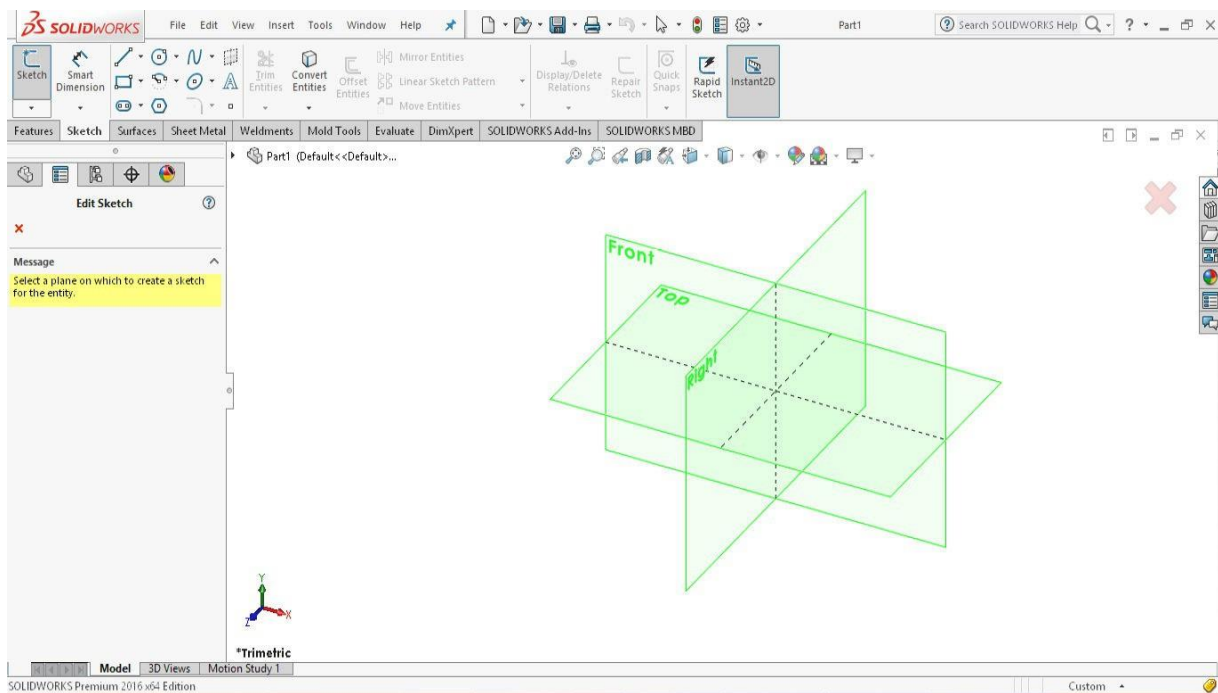 SOLIDWORKS File Edit View Insert Tools Window Help Part1 Search SOLIDWORKS Help ?
Sketch Smart Dimension Trim Entities Convert Entities Offset Entities Mirror Entities Display/Delete Relations Repair Sketch Quick Snaps Rapid Sketch Instant2D
Linear Sketch Pattern
Move Entities
Features Sketch Surfaces Sheet Metal Weldments Mold Tools Evaluate DimXpert SOLIDWORKS Add-Ins SOLIDWORKS MBD
Part1 (Default<<Default>...
Edit Sketch
Message
Select a plane on which to create a sketch
for the entity.
Front
Top
Right
Y
X
Z
*Trimetric
Model 3D Views Motion Study 1
SOLIDWORKS Premium 2016 x64 Edition Custom